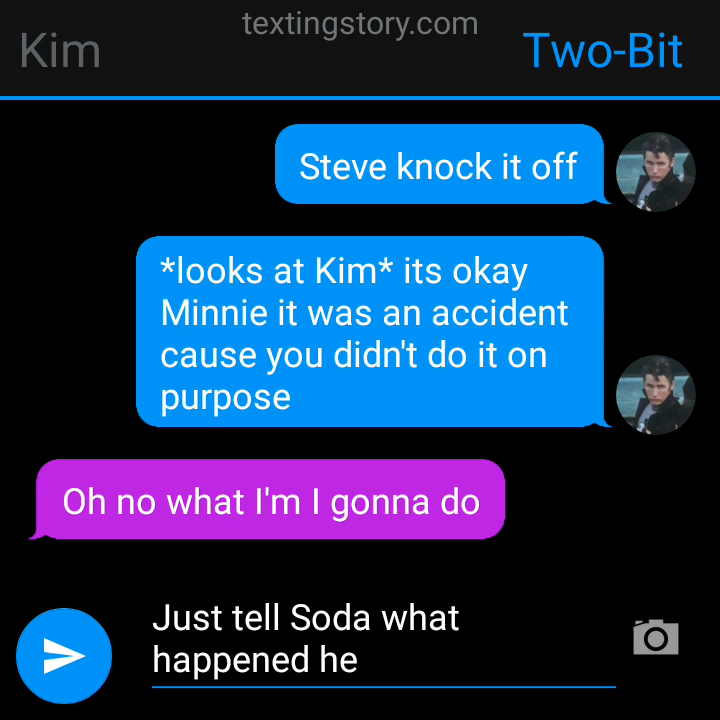 textingstory.com
Kim
Two-Bit
Steve knock it off
*looks at Kim* its okay
Minnie it was an accident
cause you didn't do it on
purpose
Oh no what I'm I gonna do
Just tell Soda what
happened he